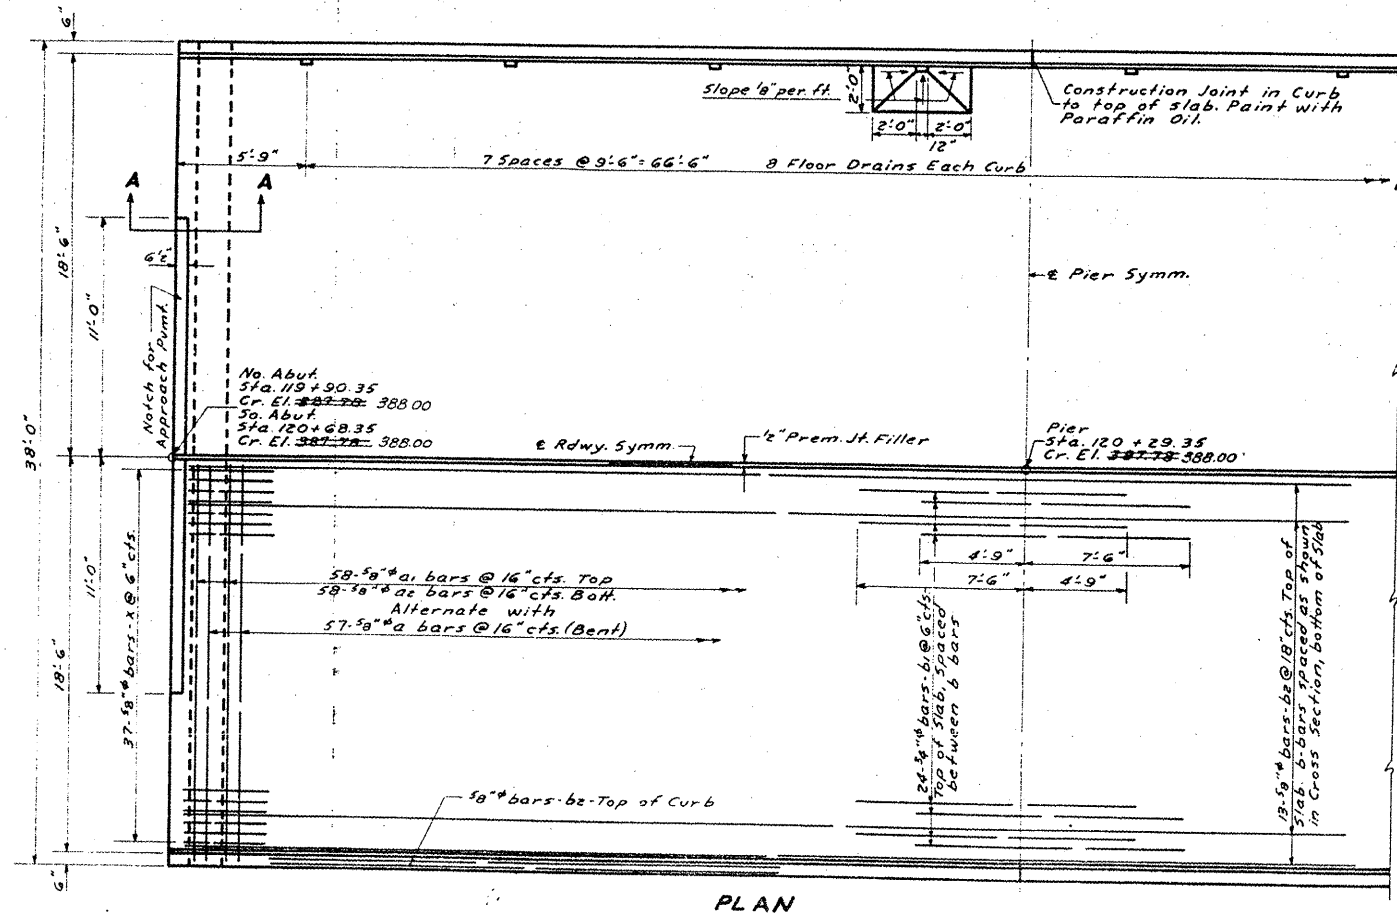 6"
Slope 1/8" per. ft.
2'-0"
2'-0"
2'-0"
12"
Construction Joint in Curb
to top of slab. Paint with
Paraffin Oil.
5'-9"
7 Spaces @ 9'-6" = 66'-6"
8 Floor Drains Each Curb
A
A
18'-6"
11'-0"
6 1/2"
℄ Pier Symm.
Notch for
Approach Pvmt.
No. Abut.
Sta. 119 + 90.35
Cr. El. 387.78 388.00
So. Abut.
Sta. 120 + 68.35
Cr. El. 387.78 388.00
38'-0"
℄ Rdwy. Symm.
1/2" Prem. Jt. Filler
Pier
Sta. 120 + 29.35
Cr. El. 387.78 388.00
4'-9"
7'-6"
7'-6"
4'-9"
58-5/8"ϕ a1 bars @ 16" cts. Top
58-5/8"ϕ a2 bars @ 16" cts. Bott.
Alternate with
57-5/8"ϕ a bars @ 16" cts. (Bent)
11'-0"
18'-6"
37-5/8"ϕ bars-x @ 6" cts.
24-3/4"ϕ bars-b1 @ 6" cts.
Top of Slab, spaced
between b bars
13-5/8"ϕ bars-b2 @ 18" cts. Top of
Slab b-bars spaced as shown
in Cross Section, bottom of Slab
5/8"ϕ bars-b2-Top of Curb
6"
PLAN